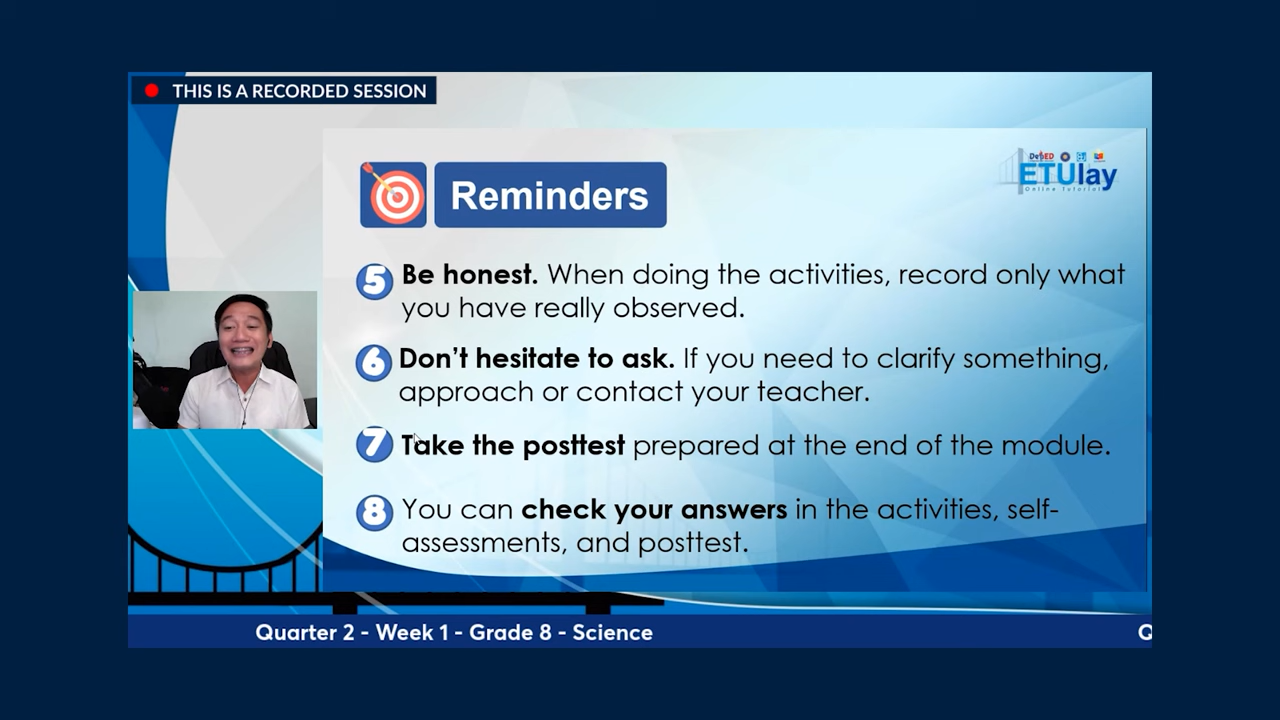 THIS IS A RECORDED SESSION
DepED
ETUlay
Online Tutorial
Reminders
5 Be honest. When doing the activities, record only what
you have really observed.
6 Don't hesitate to ask. If you need to clarify something,
approach or contact your teacher.
7 Take the posttest prepared at the end of the module.
8 You can check your answers in the activities, self-
assessments, and posttest.
Quarter 2 - Week 1 - Grade 8 - Science
Q